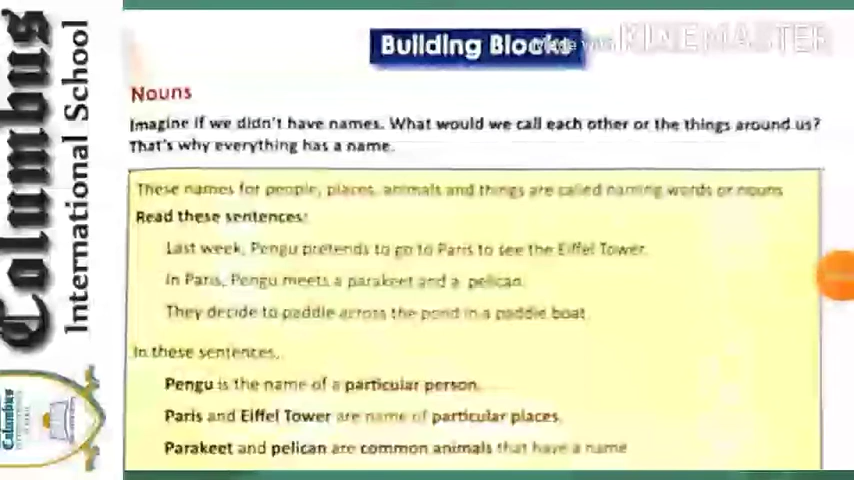 Columbus
International School
Building Blocks
Made with KINEMASTER
Nouns
Imagine if we didn't have names. What would we call each other or the things around us?
That's why everything has a name.
These names for people, places, animals and things are called naming words or nouns
Read these sentences:
Last week, Pengu pretends to go to Paris to see the Eiffel Tower.
In Paris, Pengu meets a parakeet and a pelican.
They decide to paddle across the pond in a paddle boat.
In these sentences,
Pengu is the name of a particular person.
Paris and Eiffel Tower are name of particular places.
Parakeet and pelican are common animals that have a name
Columbus